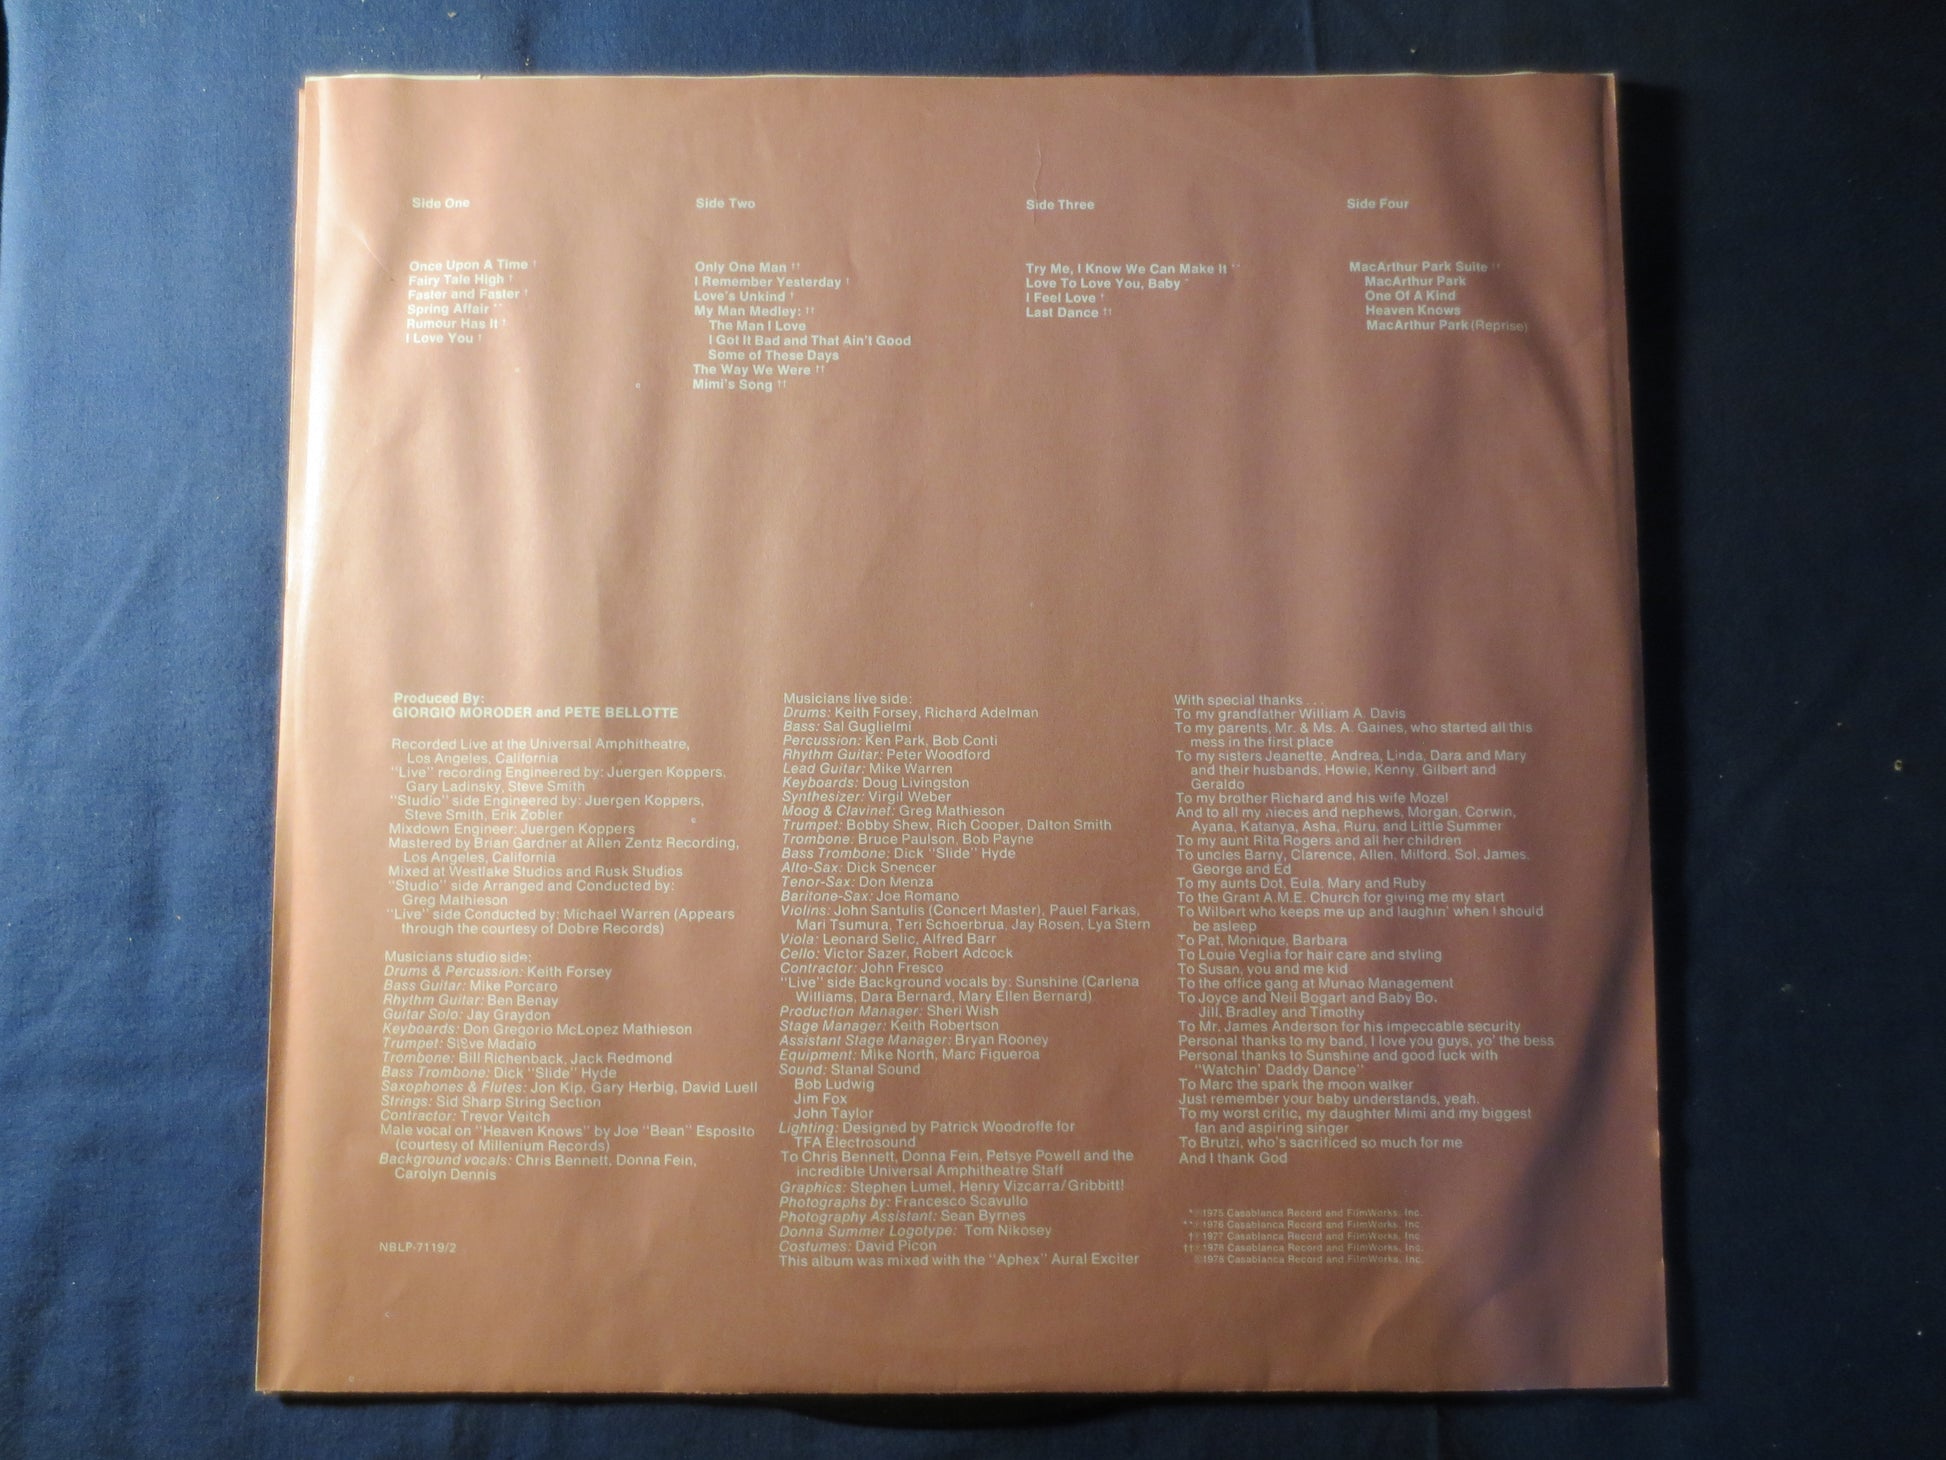 Side One
Once Upon A Time †
Fairy Tale High †
Faster and Faster †
Spring Affair **
Rumour Has It †
I Love You †
Side Two
Only One Man ††
I Remember Yesterday †
Love's Unkind †
My Man Medley: ††
The Man I Love
I Got It Bad and That Ain't Good
Some of These Days
The Way We Were ††
Mimi's Song ††
Side Three
Try Me, I Know We Can Make It **
Love To Love You, Baby *
I Feel Love †
Last Dance ††
Side Four
MacArthur Park Suite ††
MacArthur Park
One Of A Kind
Heaven Knows
MacArthur Park (Reprise)
Produced By:
GIORGIO MORODER and PETE BELLOTTE
Recorded Live at the Universal Amphitheatre,
Los Angeles, California
"Live" recording Engineered by: Juergen Koppers,
Gary Ladinsky, Steve Smith
"Studio" side Engineered by: Juergen Koppers,
Steve Smith, Erik Zobler
Mixdown Engineer: Juergen Koppers
Mastered by Brian Gardner at Allen Zentz Recording,
Los Angeles, California
Mixed at Westlake Studios and Rusk Studios
"Studio" side Arranged and Conducted by:
Greg Mathieson
"Live" side Conducted by: Michael Warren (Appears
through the courtesy of Dobre Records)
Musicians studio side:
Drums & Percussion: Keith Forsey
Bass Guitar: Mike Porcaro
Rhythm Guitar: Ben Benay
Guitar Solo: Jay Graydon
Keyboards: Don Gregorio McLopez Mathieson
Trumpet: Steve Madaio
Trombone: Bill Richenback, Jack Redmond
Bass Trombone: Dick "Slide" Hyde
Saxophones & Flutes: Jon Kip, Gary Herbig, David Luell
Strings: Sid Sharp String Section
Contractor: Trevor Veitch
Male vocal on "Heaven Knows" by Joe "Bean" Esposito
(courtesy of Millenium Records)
Background vocals: Chris Bennett, Donna Fein,
Carolyn Dennis
NBLP-7119/2
Musicians live side:
Drums: Keith Forsey, Richard Adelman
Bass: Sal Guglielmi
Percussion: Ken Park, Bob Conti
Rhythm Guitar: Peter Woodford
Lead Guitar: Mike Warren
Keyboards: Doug Livingston
Synthesizer: Virgil Weber
Moog & Clavinet: Greg Mathieson
Trumpet: Bobby Shew, Rich Cooper, Dalton Smith
Trombone: Bruce Paulson, Bob Payne
Bass Trombone: Dick "Slide" Hyde
Alto-Sax: Dick Spencer
Tenor-Sax: Don Menza
Baritone-Sax: Joe Romano
Violins: John Santulis (Concert Master), Pauel Farkas,
Mari Tsumura, Teri Schoerbrua, Jay Rosen, Lya Stern
Viola: Leonard Selic, Alfred Barr
Cello: Victor Sazer, Robert Adcock
Contractor: John Fresco
"Live" side Background vocals by: Sunshine (Carlena
Williams, Dara Bernard, Mary Ellen Bernard)
Production Manager: Sheri Wish
Stage Manager: Keith Robertson
Assistant Stage Manager: Bryan Rooney
Equipment: Mike North, Marc Figueroa
Sound: Stanal Sound
Bob Ludwig
Jim Fox
John Taylor
Lighting: Designed by Patrick Woodroffe for
TFA Electrosound
To Chris Bennett, Donna Fein, Petsye Powell and the
incredible Universal Amphitheatre Staff
Graphics: Stephen Lumel, Henry Vizcarra/Gribbitt!
Photographs by: Francesco Scavullo
Photography Assistant: Sean Byrnes
Donna Summer Logotype: Tom Nikosey
Costumes: David Picon
This album was mixed with the "Aphex" Aural Exciter
With special thanks . . .
To my grandfather William A. Davis
To my parents, Mr. & Ms. A. Gaines, who started all this
mess in the first place
To my sisters Jeanette, Andrea, Linda, Dara and Mary
and their husbands, Howie, Kenny, Gilbert and
Geraldo
To my brother Richard and his wife Mozel
And to all my nieces and nephews, Morgan, Corwin,
Ayana, Katanya, Asha, Ruru, and Little Summer
To my aunt Rita Rogers and all her children
To uncles Barny, Clarence, Allen, Milford, Sol, James,
George and Ed
To my aunts Dot, Eula, Mary and Ruby
To the Grant A.M.E. Church for giving me my start
To Wilbert who keeps me up and laughin' when I should
be asleep
To Pat, Monique, Barbara
To Louie Veglia for hair care and styling
To Susan, you and me kid
To the office gang at Munao Management
To Joyce and Neil Bogart and Baby Bo,
Jill, Bradley and Timothy
To Mr. James Anderson for his impeccable security
Personal thanks to my band, I love you guys, yo' the bess
Personal thanks to Sunshine and good luck with
"Watchin' Daddy Dance"
To Marc the spark the moon walker
Just remember your baby understands, yeah.
To my worst critic, my daughter Mimi and my biggest
fan and aspiring singer
To Brutzi, who's sacrificed so much for me
And I thank God
*℗1975 Casablanca Record and FilmWorks, Inc.
**℗1976 Casablanca Record and FilmWorks, Inc.
†℗1977 Casablanca Record and FilmWorks, Inc.
††℗1978 Casablanca Record and FilmWorks, Inc.
©1978 Casablanca Record and FilmWorks, Inc.